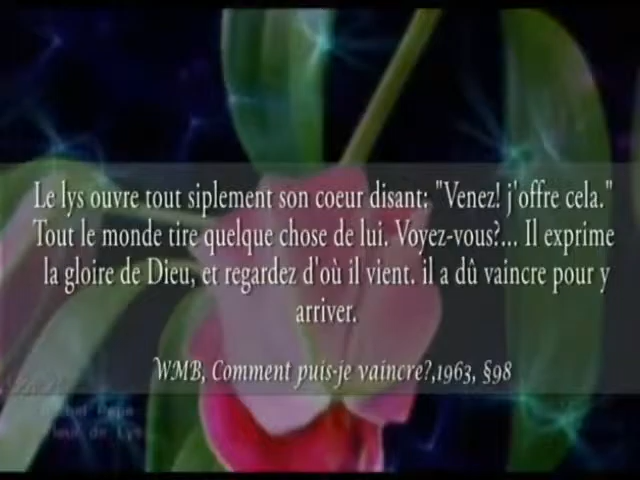 Le lys ouvre tout siplement son coeur disant: "Venez! j'offre cela."
Tout le monde tire quelque chose de lui. Voyez-vous?... Il exprime
la gloire de Dieu, et regardez d'où il vient. il a dû vaincre pour y
arriver.
WMB, Comment puis-je vaincre?,1963, §98
de Lys